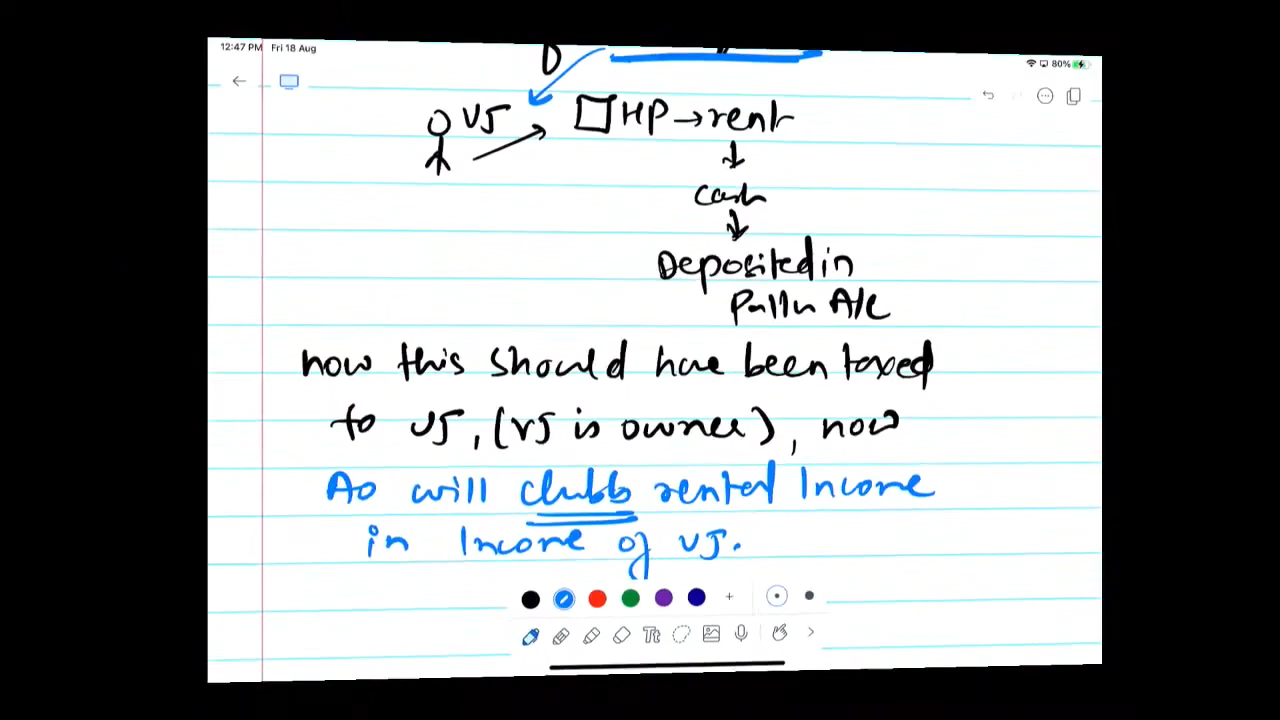 12:47 PM Fri 18 Aug
80%
VJ → HP → rent
↓
Cash
↓
Deposited in
Pallu A/c
now this should have been taxed
to VJ, (VJ is owner), now
AO will clubb rented Income
in Income of VJ.
Tt